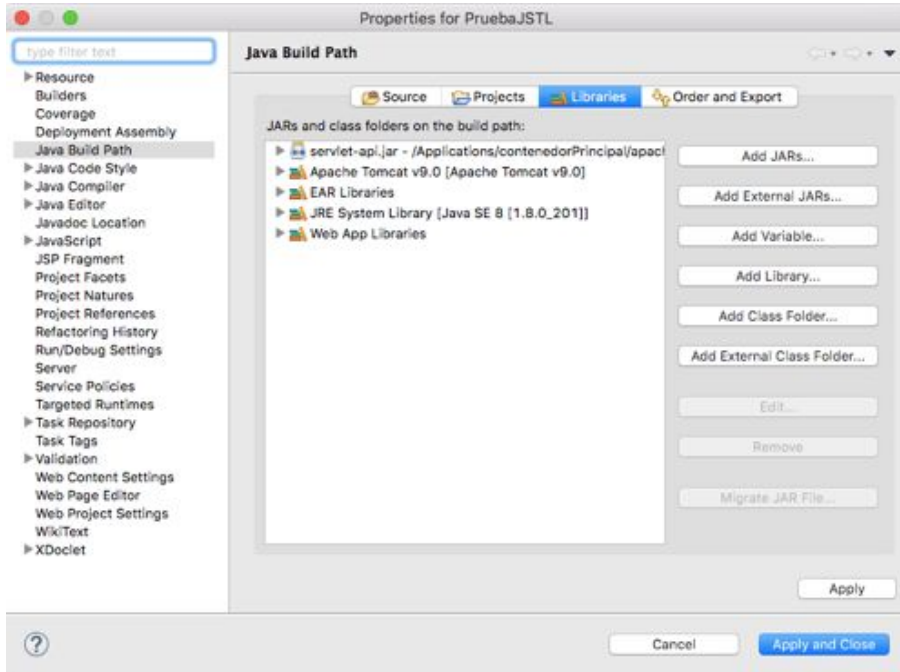 Properties for PruebaJSTL
type filter text
Resource
Builders
Coverage
Deployment Assembly
Java Build Path
Java Code Style
Java Compiler
Java Editor
Javadoc Location
JavaScript
JSP Fragment
Project Facets
Project Natures
Project References
Refactoring History
Run/Debug Settings
Server
Service Policies
Targeted Runtimes
Task Repository
Task Tags
Validation
Web Content Settings
Web Page Editor
Web Project Settings
WikiText
XDoclet
Java Build Path
Source Projects Libraries Order and Export
JARs and class folders on the build path:
servlet-api.jar - /Applications/contenedorPrincipal/apach
Apache Tomcat v9.0 [Apache Tomcat v9.0]
EAR Libraries
JRE System Library [Java SE 8 [1.8.0_201]]
Web App Libraries
Add JARs...
Add External JARs...
Add Variable...
Add Library...
Add Class Folder...
Add External Class Folder...
Edit...
Remove
Migrate JAR File...
Apply
?
Cancel
Apply and Close